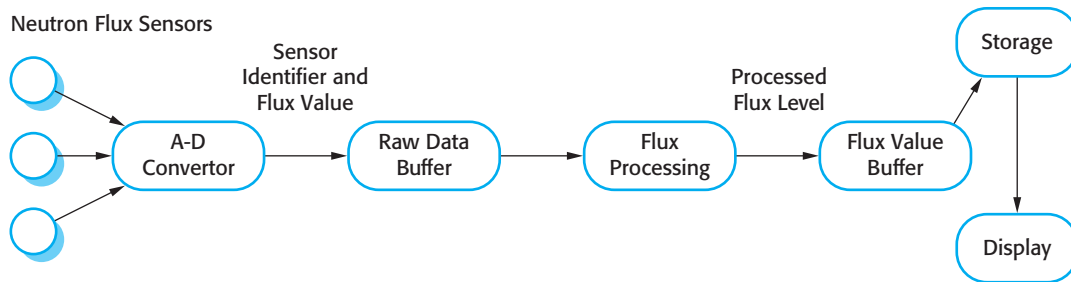 Neutron Flux Sensors
Sensor
Identifier and
Flux Value
Processed
Flux Level
Storage
A-D
Convertor
Raw Data
Buffer
Flux
Processing
Flux Value
Buffer
Display